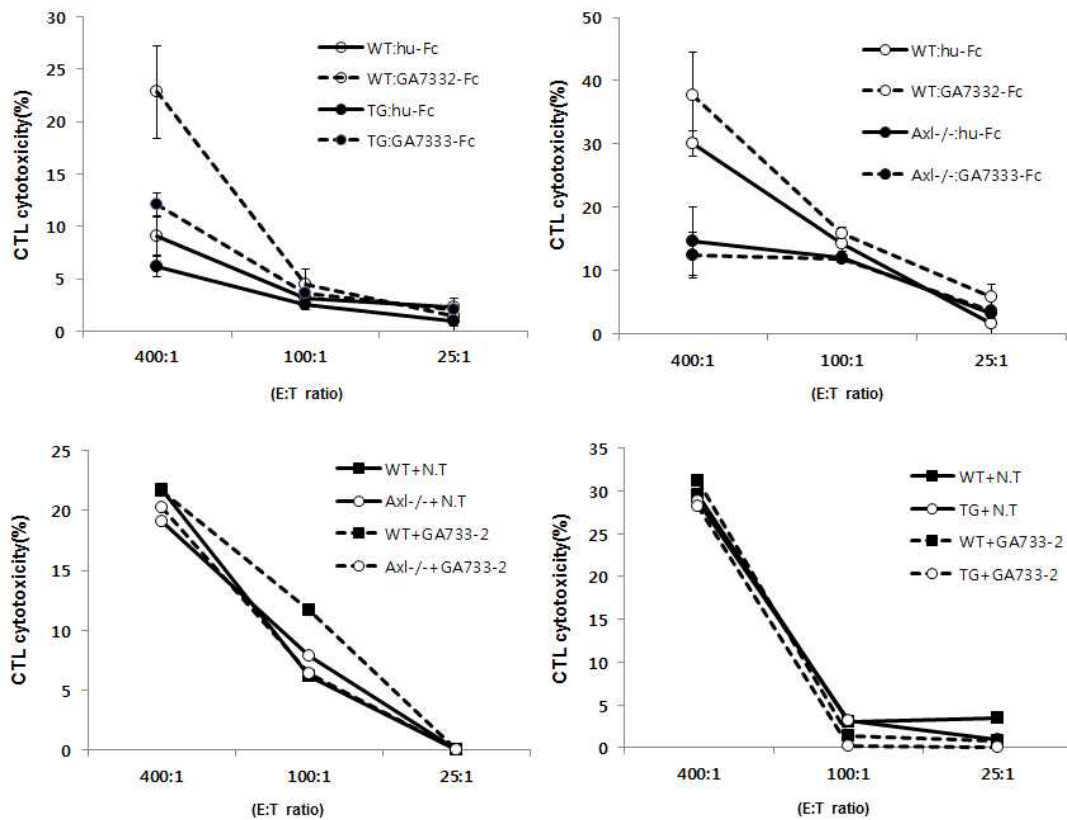 30
25
20
15
10
5
0
CTL cytotoxicity(%)
WT:hu-Fc
WT:GA7332-Fc
TG:hu-Fc
TG:GA7333-Fc
400:1 100:1 25:1
(E:T ratio)
50
40
30
20
10
0
CTL cytotoxicity(%)
WT:hu-Fc
WT:GA7332-Fc
Axl-/-:hu-Fc
Axl-/-:GA7333-Fc
400:1 100:1 25:1
(E:T ratio)
25
20
15
10
5
0
CTL cytotoxicity(%)
WT+N.T
Axl-/-+N.T
WT+GA733-2
Axl-/-+GA733-2
400:1 100:1 25:1
(E:T ratio)
35
30
25
20
15
10
5
0
CTL cytotoxicity(%)
WT+N.T
TG+N.T
WT+GA733-2
TG+GA733-2
400:1 100:1 25:1
(E:T ratio)